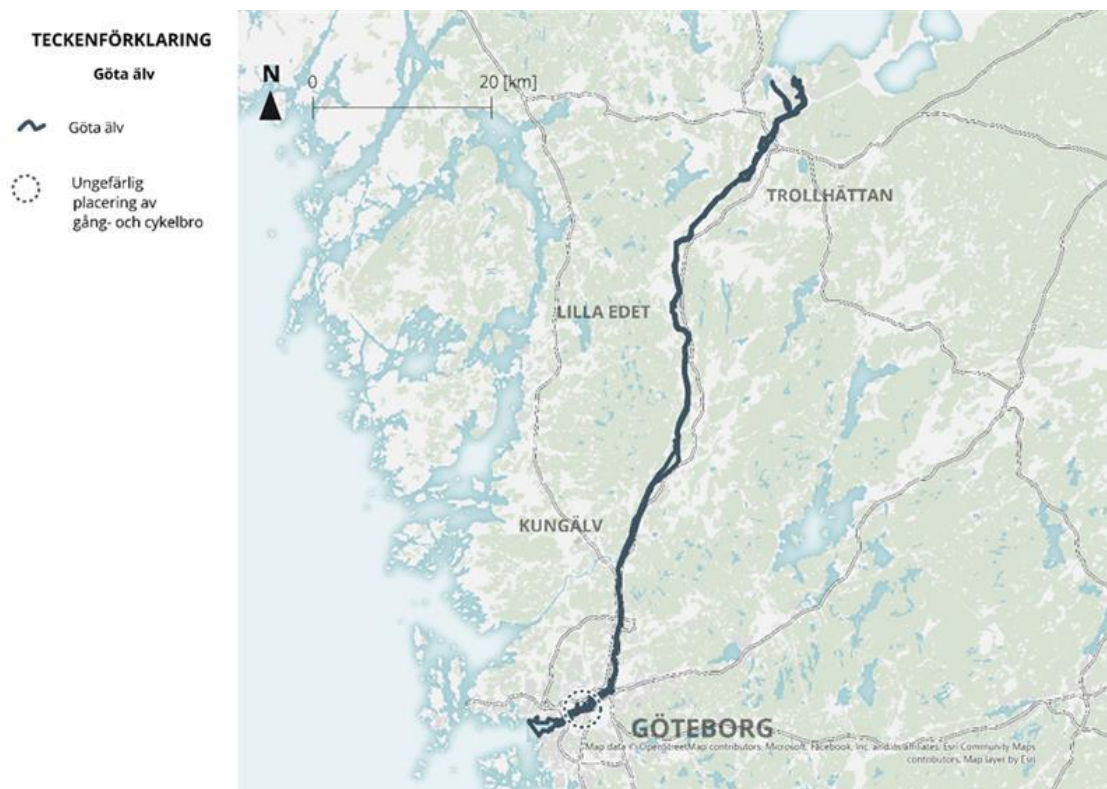 TECKENFÖRKLARING
Göta älv
Göta älv
Ungefärlig
placering av
gång- och cykelbro
N
0
20 [km]
TROLLHÄTTAN
LILLA EDET
KUNGÄLV
GÖTEBORG
Map data © OpenStreetMap contributors, Microsoft, Facebook, Inc. and its affiliates, Esri Community Maps
contributors, Map layer by Esri